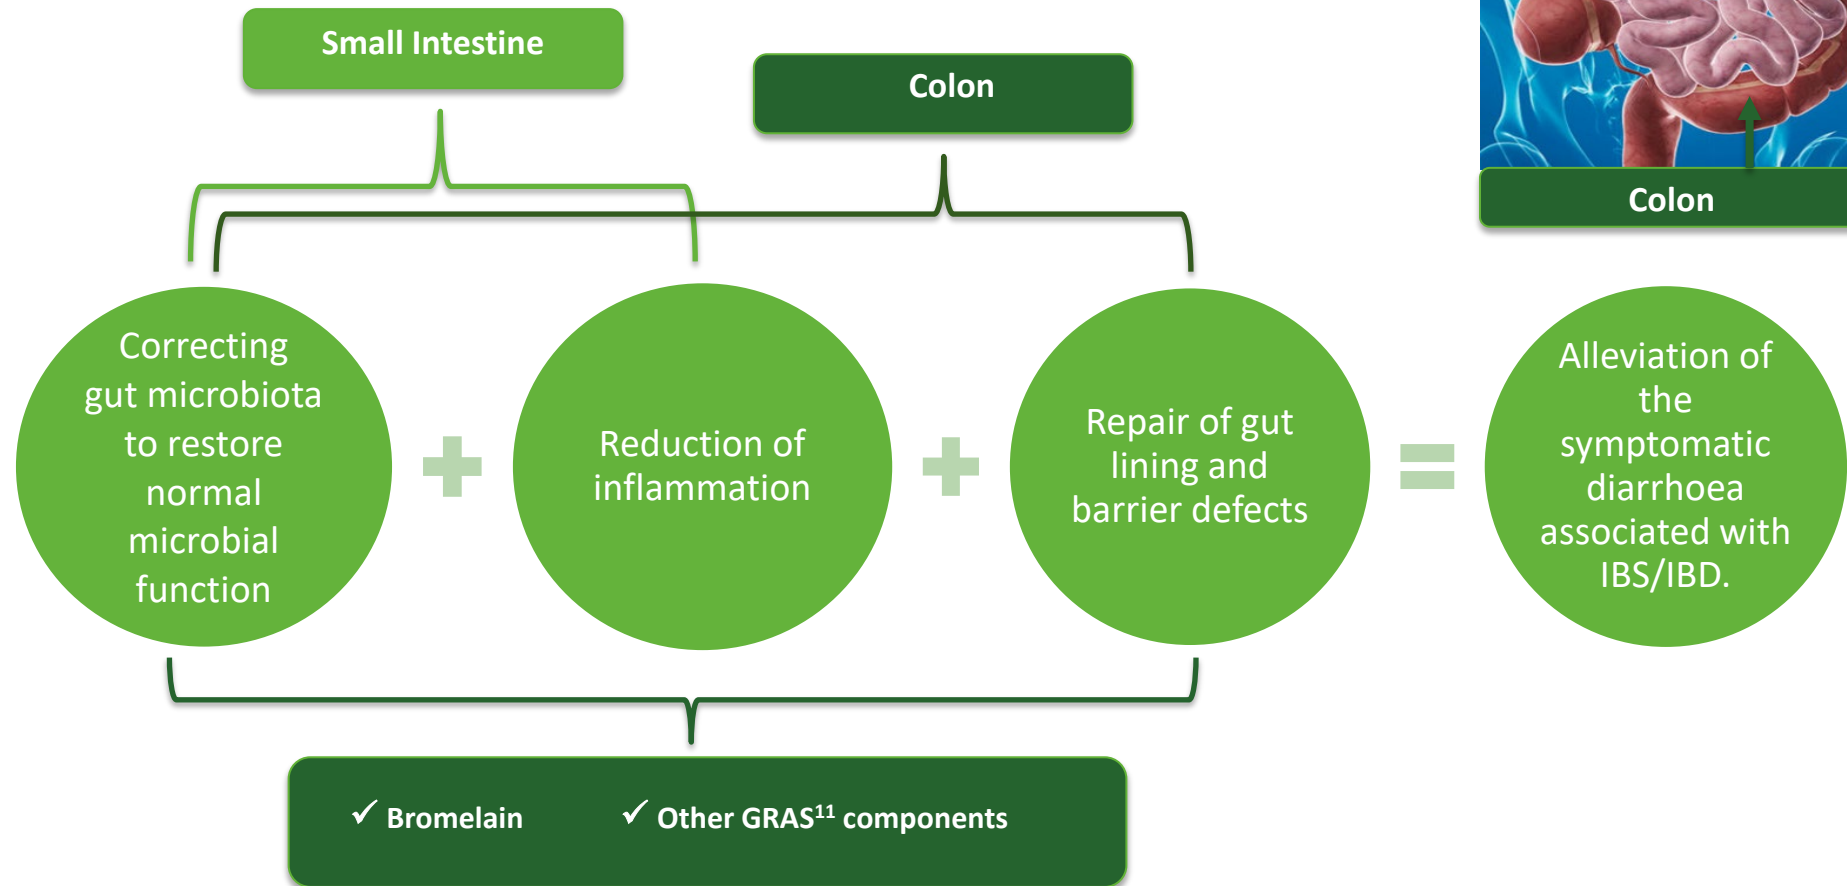 Small Intestine
Colon
Colon
Correcting
gut microbiota
to restore
normal
microbial
function
Reduction of
inflammation
Repair of gut
lining and
barrier defects
Alleviation of
the
symptomatic
diarrhoea
associated with
IBS/IBD.
✓ Bromelain ✓ Other GRAS¹¹ components